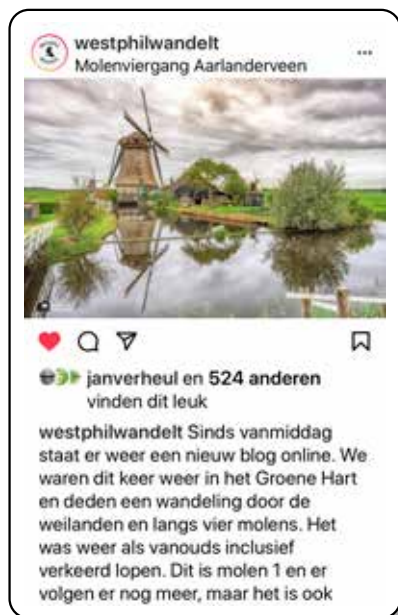 westphilwandelt
Molenviergang Aarlanderveen
janverheul en 524 anderen
vinden dit leuk
westphilwandelt Sinds vanmiddag
staat er weer een nieuw blog online. We
waren dit keer weer in het Groene Hart
en deden een wandeling door de
weilanden en langs vier molens. Het
was weer als vanouds inclusief
verkeerd lopen. Dit is molen 1 en er
volgen er nog meer, maar het is ook